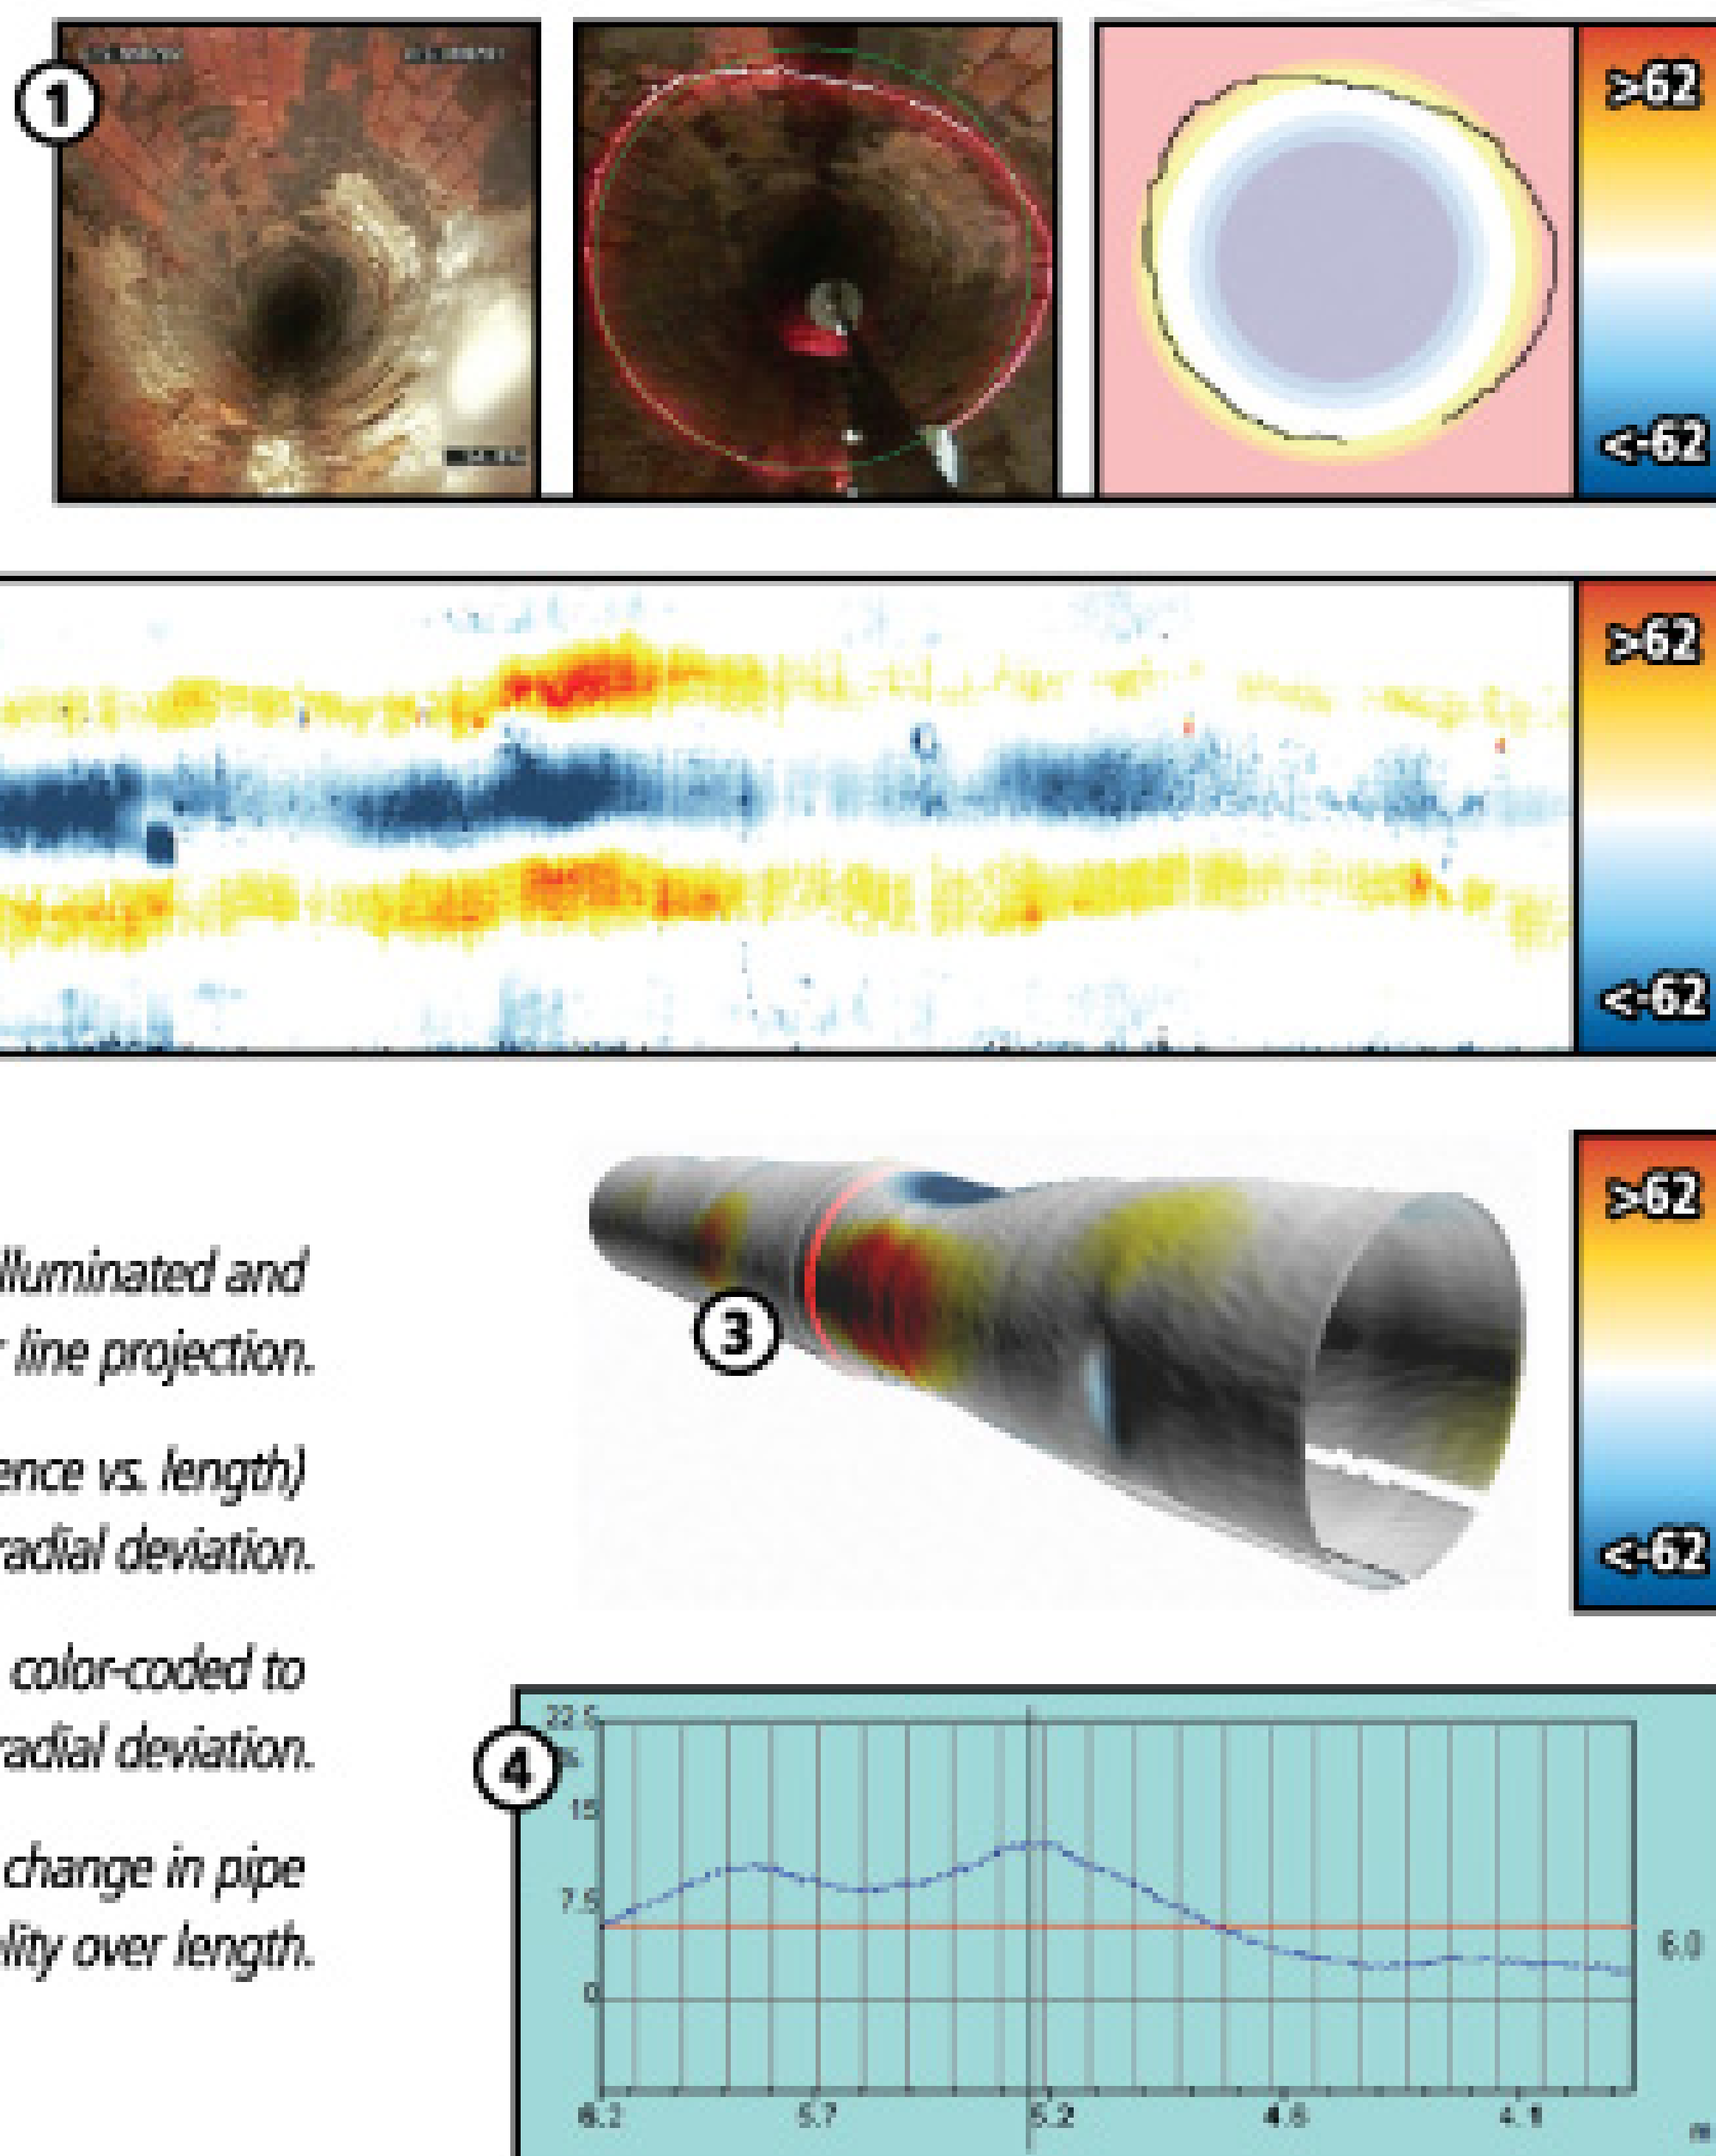 1
>62
<-62
>62
<-62
lluminated and
line projection.
3
>62
ence vs. length)
radial deviation.
<-62
color-coded to
radial deviation.
4
22.5
%
15
change in pipe
7.5
lity over length.
6.0
0
6.2 5.7 5.2 4.6 4.1
m